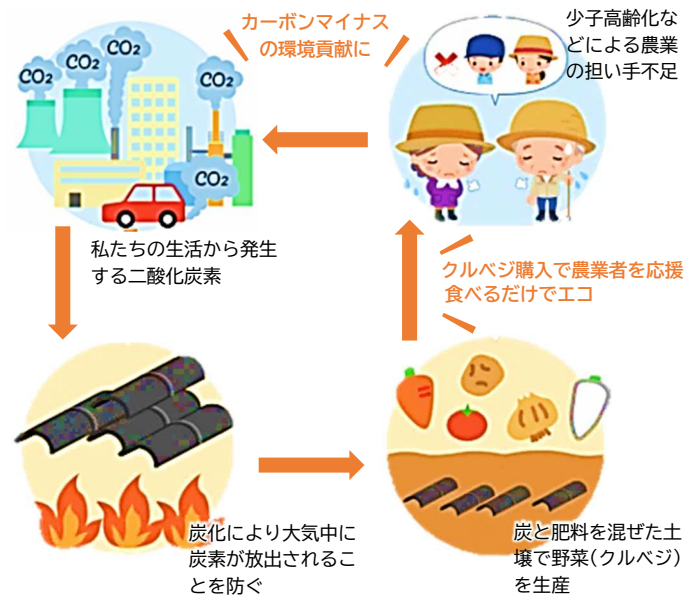 カーボンマイナス
の環境貢献に
少子高齢化な
どによる農業
の担い手不足
CO2
CO2
CO2
CO2
CO2
私たちの生活から発生
する二酸化炭素
クルベジ購入で農業者を応援
食べるだけでエコ
炭化により大気中に
炭素が放出されるこ
とを防ぐ
炭と肥料を混ぜた土
壌で野菜(クルベジ)
を生産